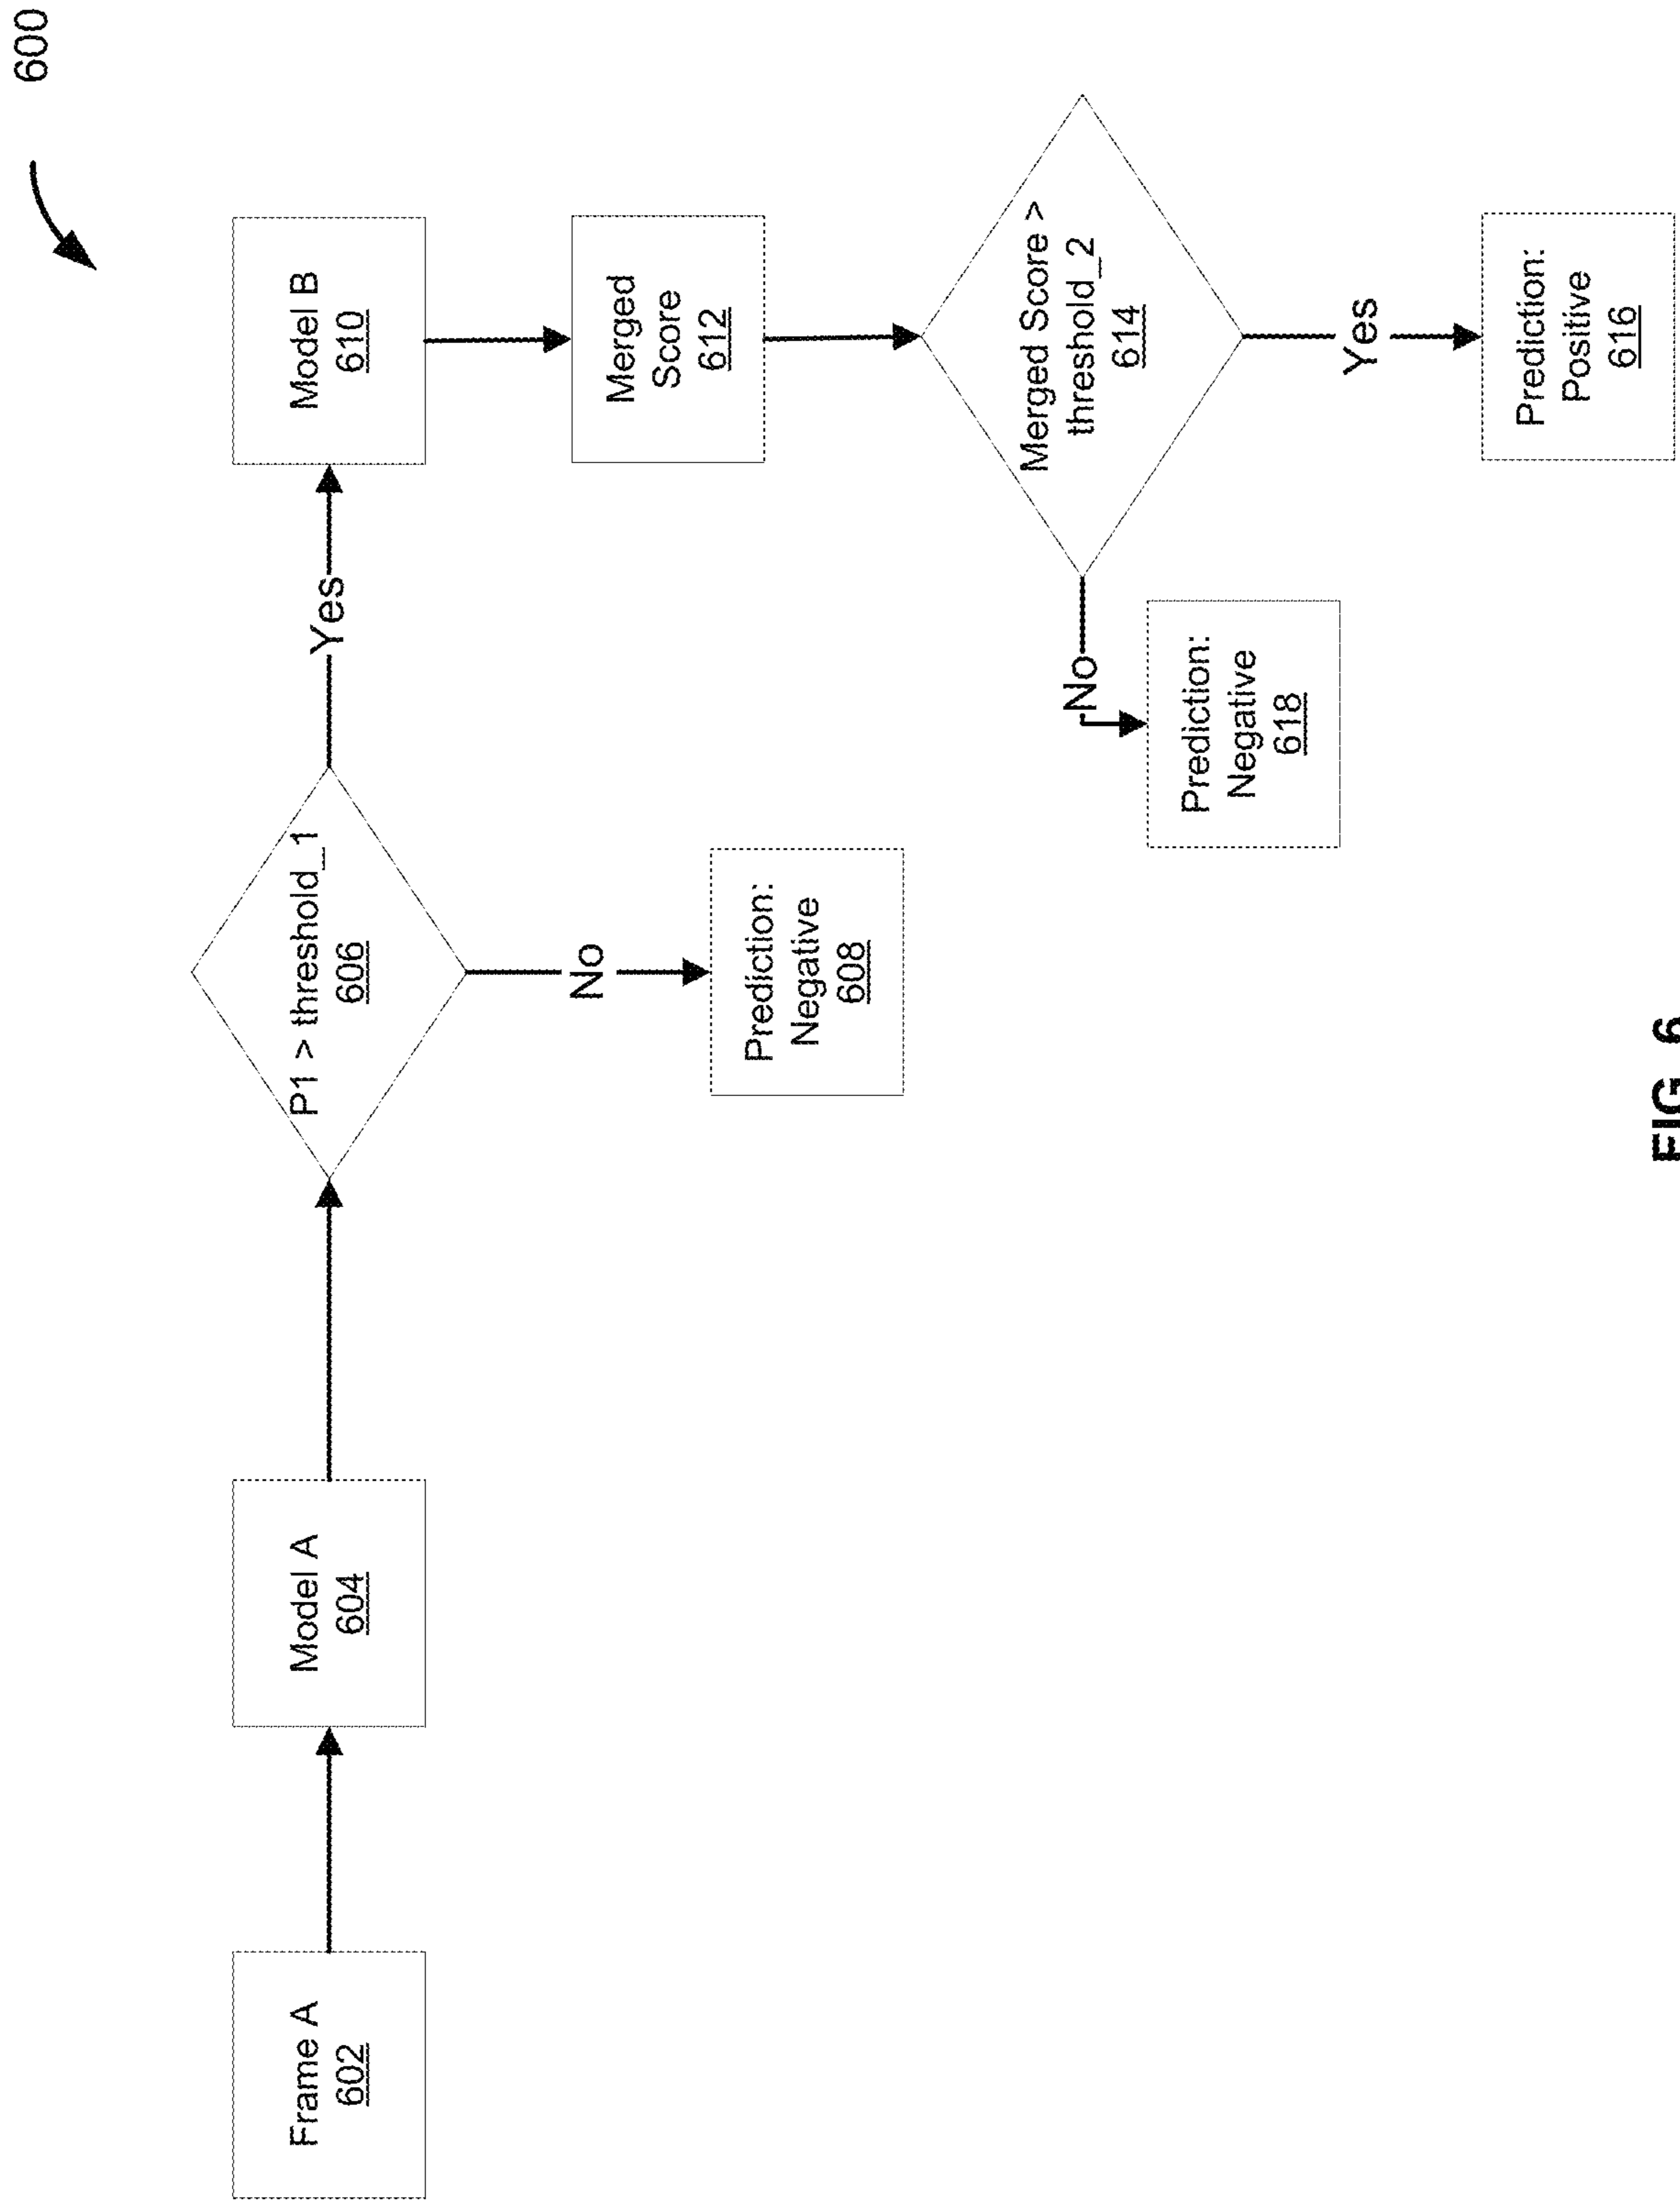 600
Frame A
602
Model A
604
P1 > threshold_1
606
Yes
Model B
610
No
Prediction:
Negative
608
Merged
Score
612
Merged Score >
threshold_2
614
No
Prediction:
Negative
618
Yes
Prediction:
Positive
616
FIG. 6